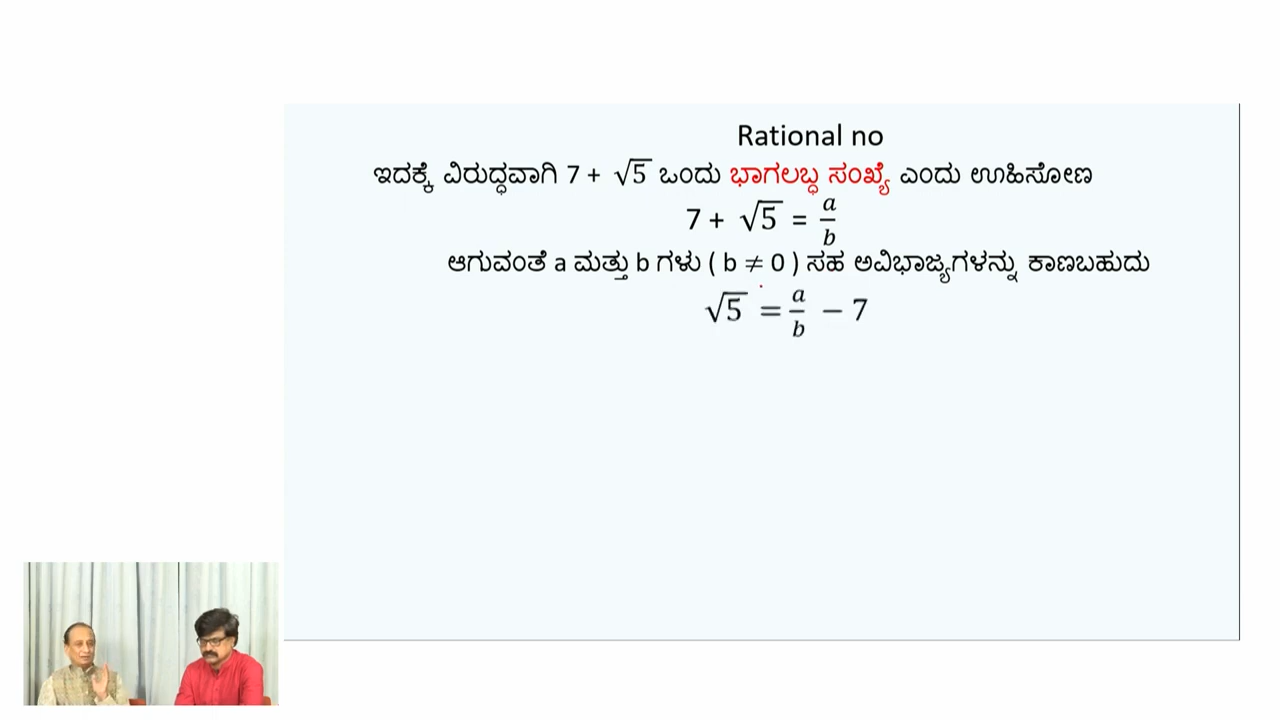 Rational no
ಇದಕ್ಕೆ ವಿರುದ್ಧವಾಗಿ 7 + √5 ಒಂದು ಭಾಗಲಬ್ಧ ಸಂಖ್ಯೆ ಎಂದು ಊಹಿಸೋಣ
7 + √5 = a/b
ಆಗುವಂತೆ a ಮತ್ತು b ಗಳು ( b ≠ 0 ) ಸಹ ಅವಿಭಾಜ್ಯಗಳನ್ನು ಕಾಣಬಹುದು
√5 = a/b − 7